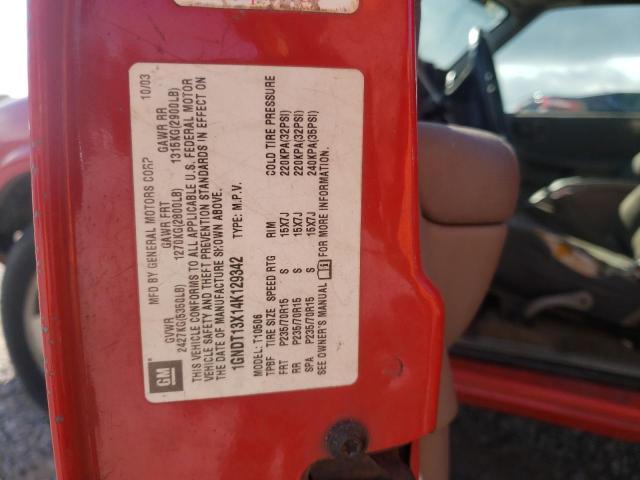 GM
MFD BY GENERAL MOTORS CORP 10/03
GVWR GAWR FRT GAWR RR
2427KG(5350LB) 1270KG(2800LB) 1315KG(2900LB)
THIS VEHICLE CONFORMS TO ALL APPLICABLE U.S. FEDERAL MOTOR
VEHICLE SAFETY AND THEFT PREVENTION STANDARDS IN EFFECT ON
THE DATE OF MANUFACTURE SHOWN ABOVE.
1GNDT13X14K129342 TYPE: M.P.V.
MODEL: T10506
TPBF TIRE SIZE SPEED RTG RIM COLD TIRE PRESSURE
FRT P235/70R15 S 15X7J 220KPA(32PSI)
RR P235/70R15 S 15X7J 220KPA(32PSI)
SPA P235/70R15 S 15X7J 240KPA(35PSI)
SEE OWNER'S MANUAL FOR MORE INFORMATION.